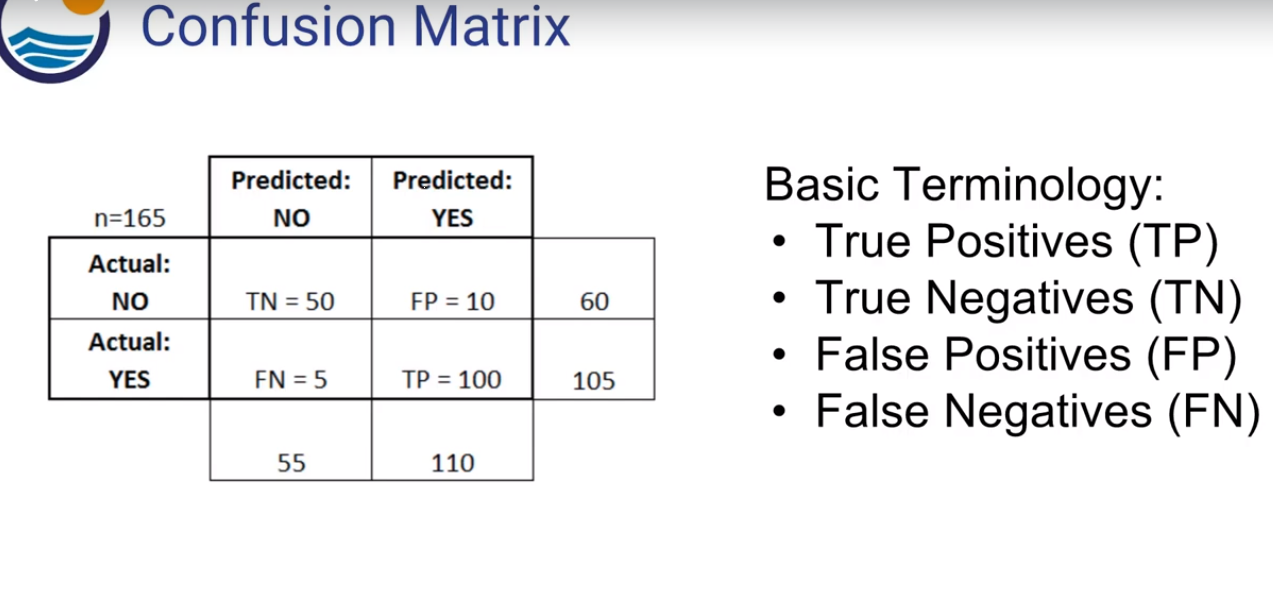 Confusion Matrix
Predicted: Predicted:
n=165 NO YES
Actual:
NO TN = 50 FP = 10 60
Actual:
YES FN = 5 TP = 100 105
55 110
Basic Terminology:
• True Positives (TP)
• True Negatives (TN)
• False Positives (FP)
• False Negatives (FN)